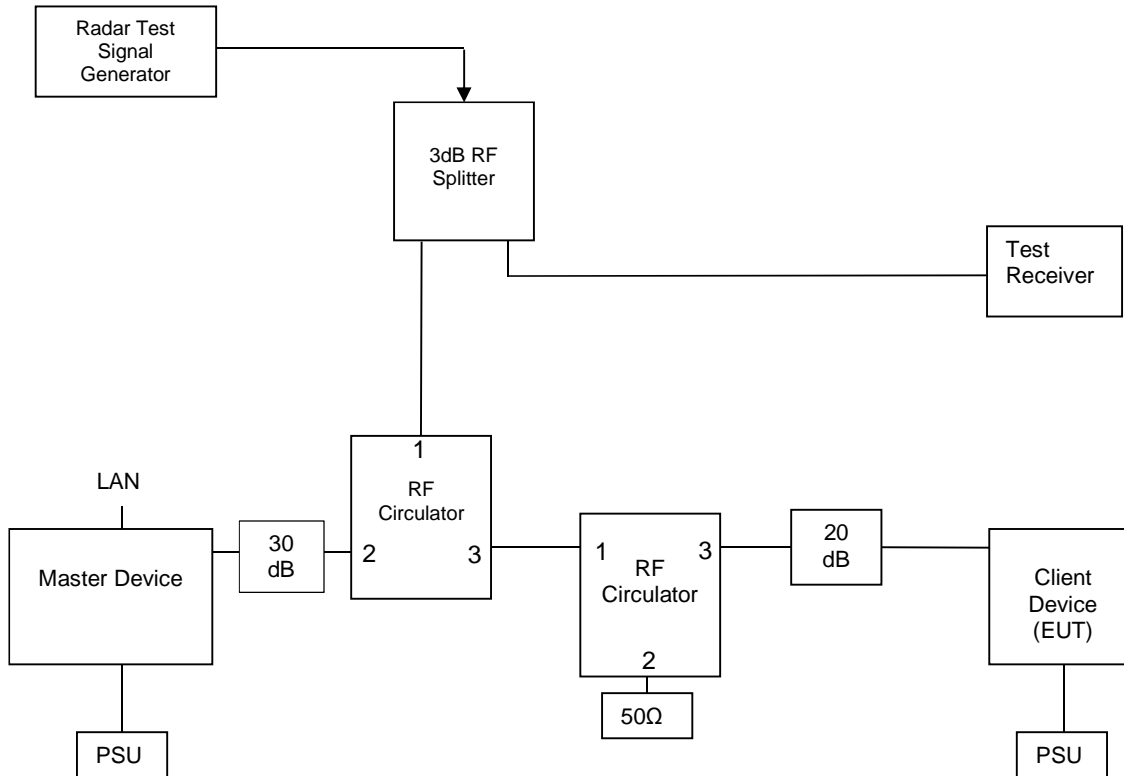 Radar Test
Signal
Generator
3dB RF
Splitter
Test
Receiver
LAN
Master Device
30
dB
1
RF
Circulator
2
3
1
3
RF
Circulator
2
50Ω
20
dB
Client
Device
(EUT)
PSU
PSU